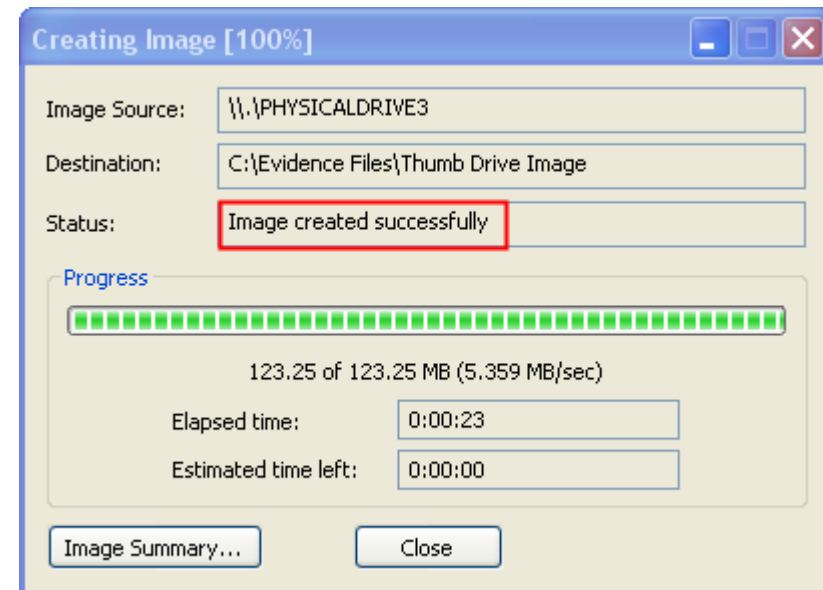 Creating Image [100%]
Image Source: \\.\PHYSICALDRIVE3
Destination: C:\Evidence Files\Thumb Drive Image
Status: Image created successfully
Progress
123.25 of 123.25 MB (5.359 MB/sec)
Elapsed time: 0:00:23
Estimated time left: 0:00:00
Image Summary... Close